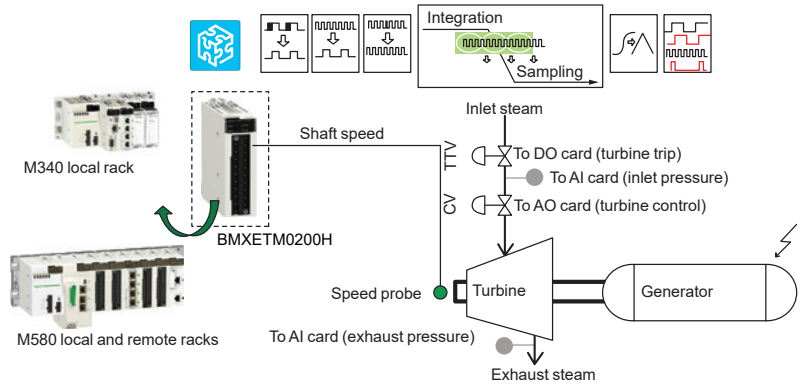 Integration
Sampling
Inlet steam
M340 local rack
Shaft speed
TTV
To DO card (turbine trip)
To AI card (inlet pressure)
CV
To AO card (turbine control)
BMXETM0200H
Speed probe
Turbine
Generator
M580 local and remote racks
To AI card (exhaust pressure)
Exhaust steam